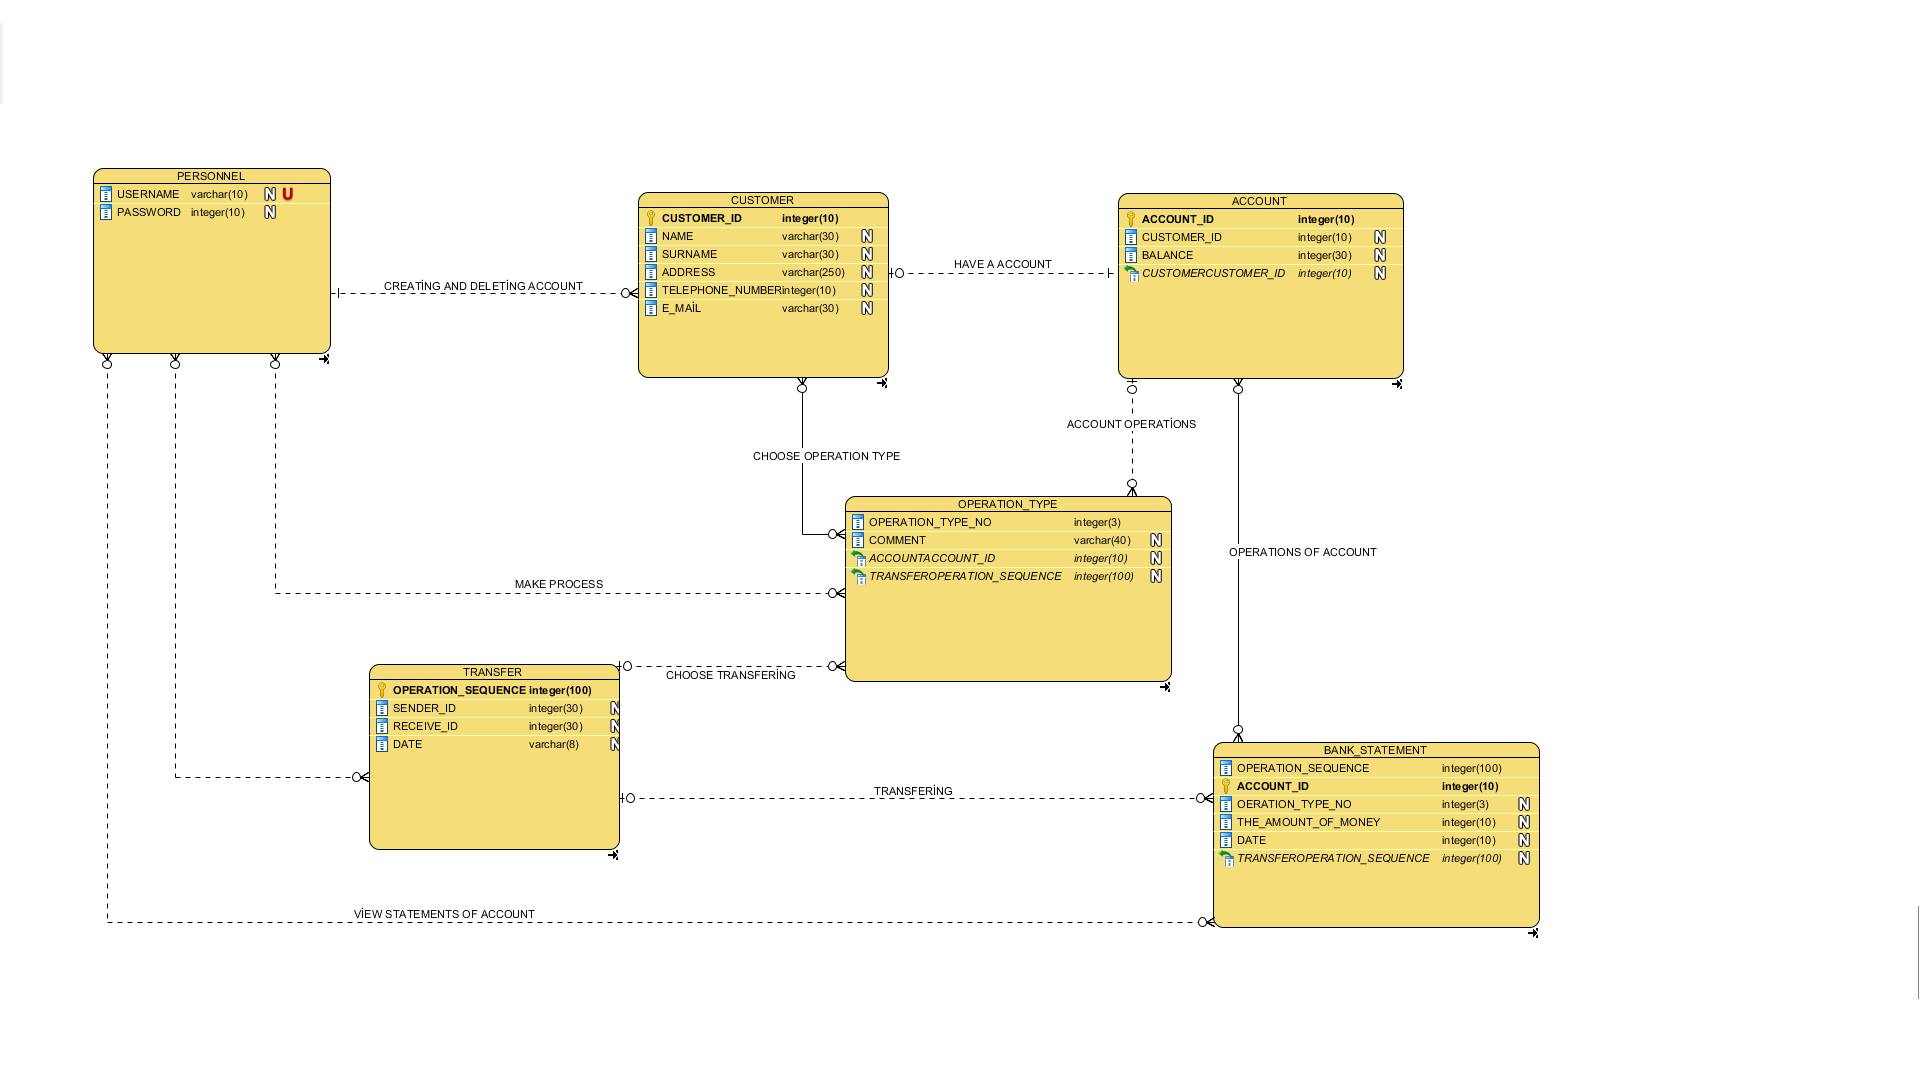 PERSONNEL
USERNAME varchar(10) N U
PASSWORD integer(10) N
CUSTOMER
CUSTOMER_ID integer(10)
NAME varchar(30) N
SURNAME varchar(30) N
ADDRESS varchar(250) N
TELEPHONE_NUMBERinteger(10) N
E_MAİL varchar(30) N
ACCOUNT
ACCOUNT_ID integer(10)
CUSTOMER_ID integer(10) N
BALANCE integer(30) N
CUSTOMERCUSTOMER_ID integer(10) N
CREATİNG AND DELETİNG ACCOUNT
HAVE A ACCOUNT
ACCOUNT OPERATİONS
CHOOSE OPERATION TYPE
OPERATION_TYPE
OPERATION_TYPE_NO integer(3)
COMMENT varchar(40) N
ACCOUNTACCOUNT_ID integer(10) N
TRANSFEROPERATION_SEQUENCE integer(100) N
OPERATIONS OF ACCOUNT
MAKE PROCESS
CHOOSE TRANSFERİNG
TRANSFER
OPERATION_SEQUENCE integer(100)
SENDER_ID integer(30) N
RECEIVE_ID integer(30) N
DATE varchar(8) N
TRANSFERİNG
BANK_STATEMENT
OPERATION_SEQUENCE integer(100)
ACCOUNT_ID integer(10)
OERATION_TYPE_NO integer(3) N
THE_AMOUNT_OF_MONEY integer(10) N
DATE integer(10) N
TRANSFEROPERATION_SEQUENCE integer(100) N
VİEW STATEMENTS OF ACCOUNT